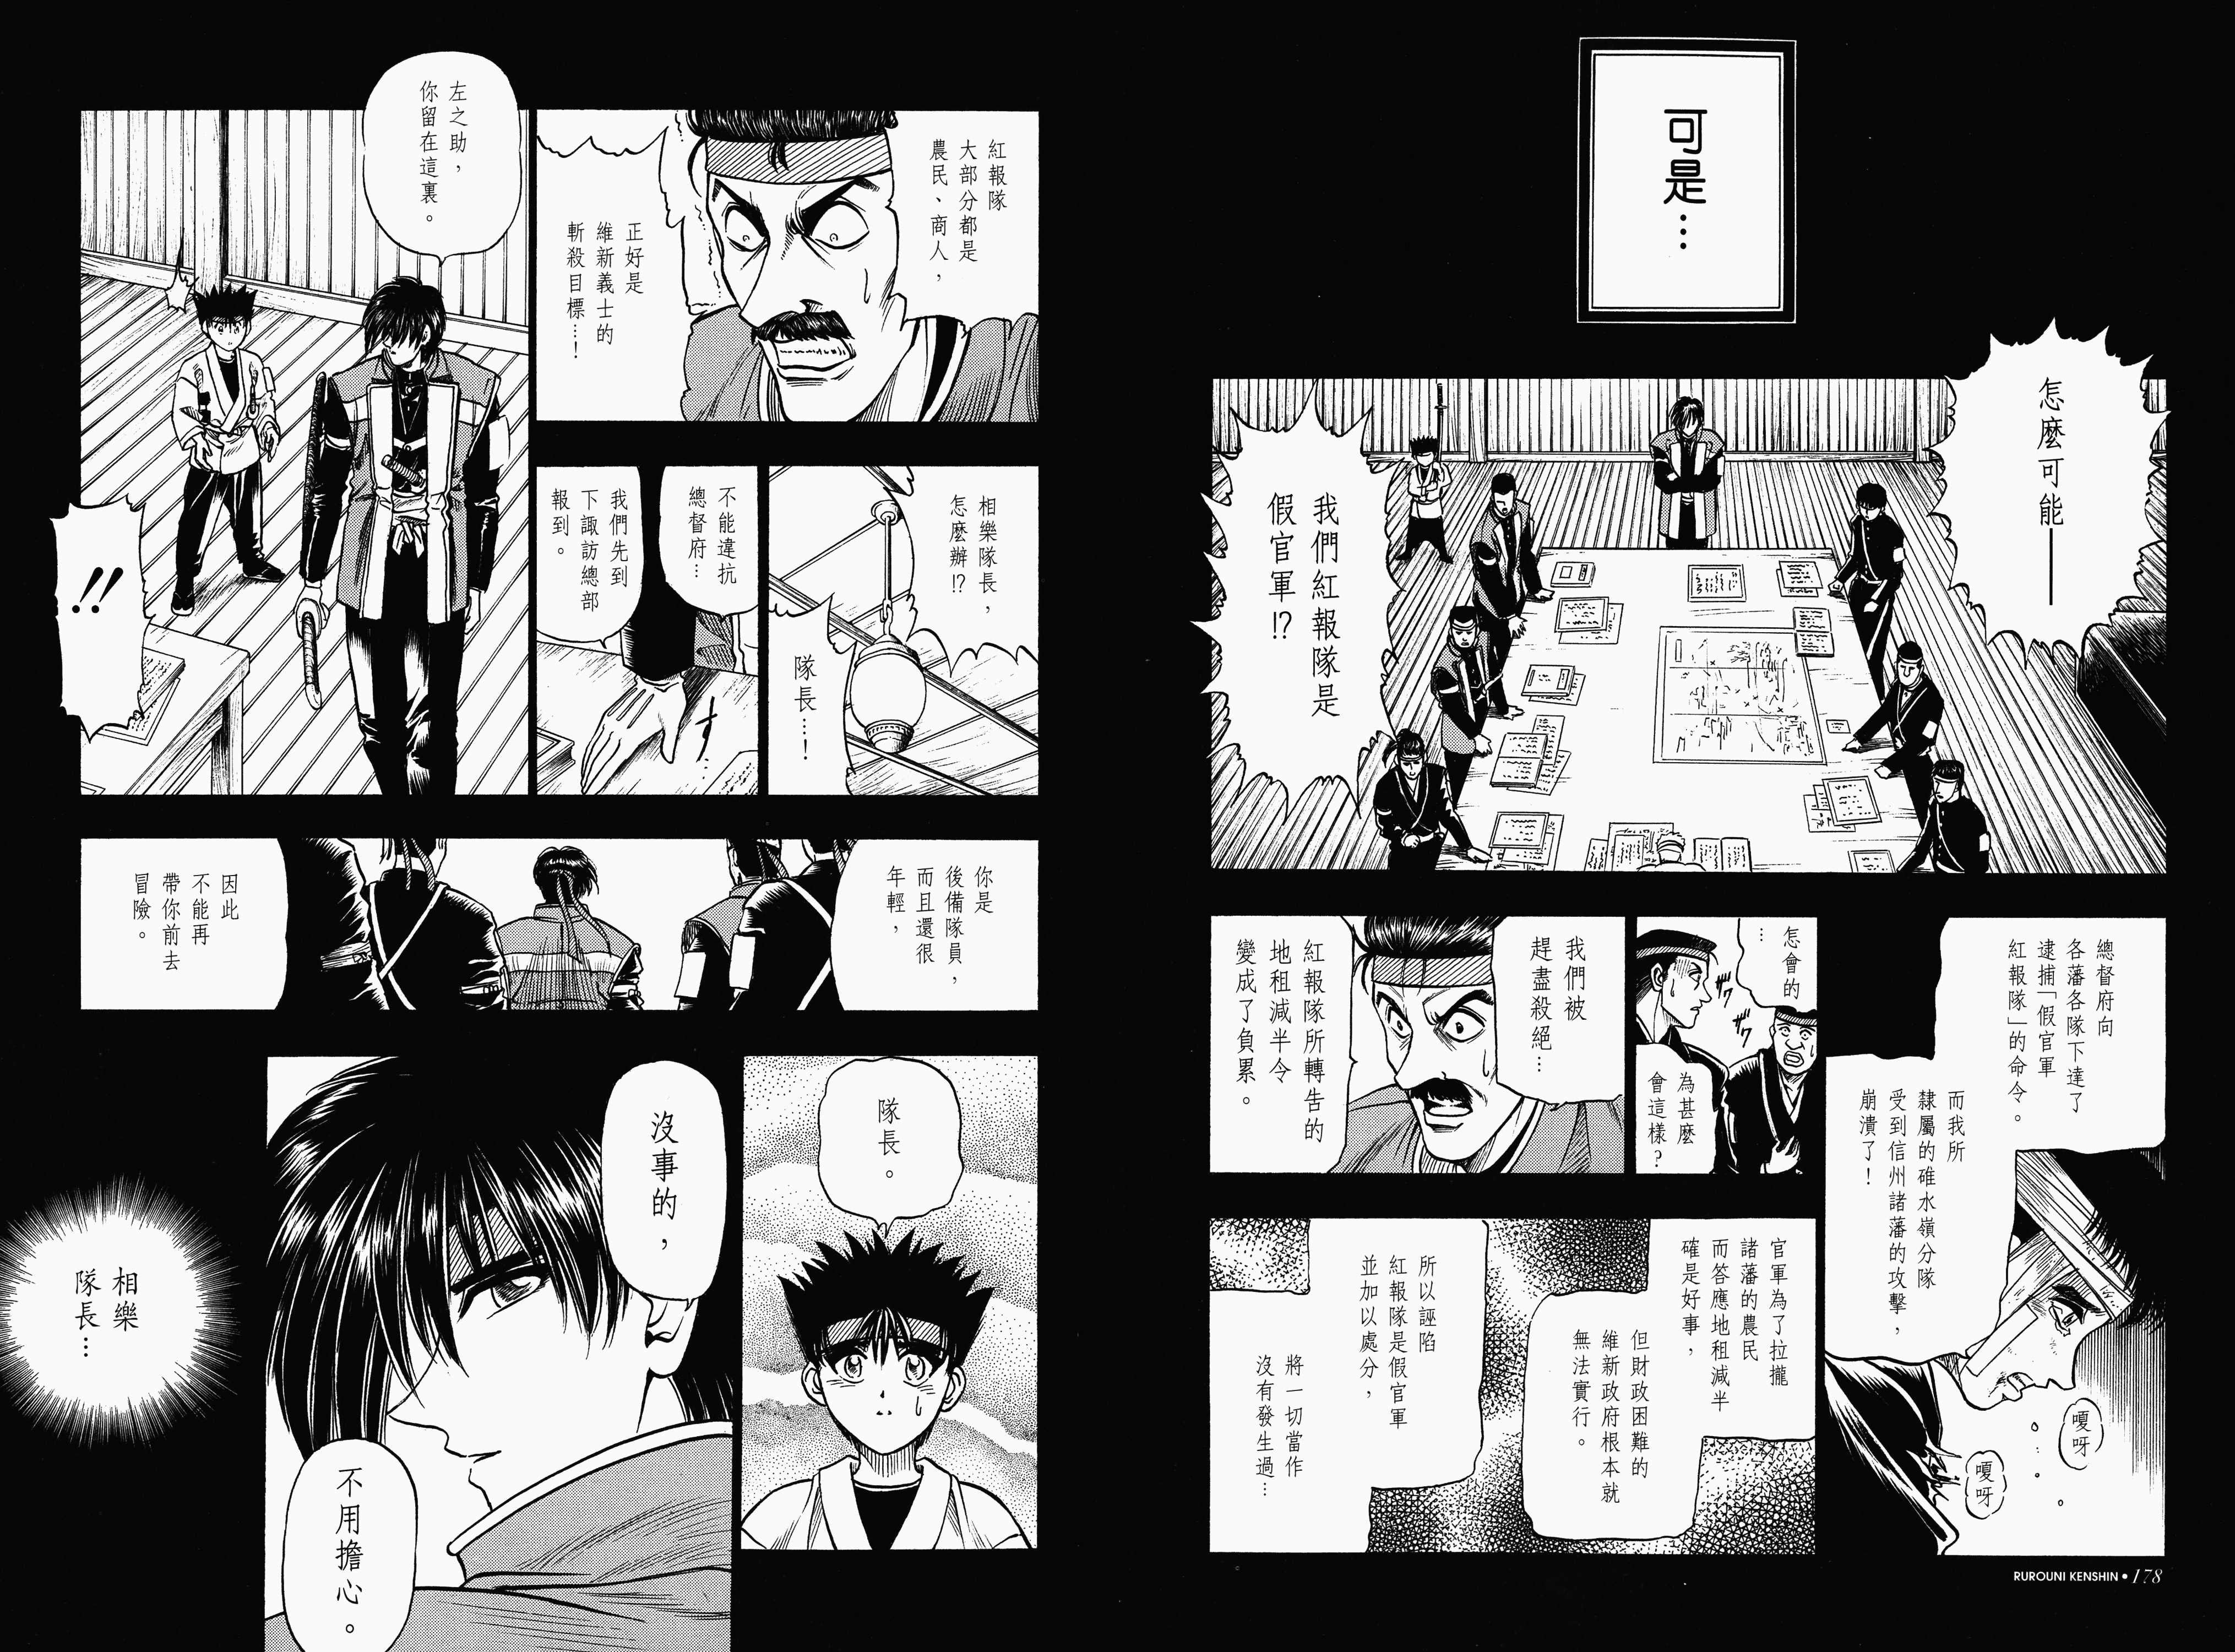 可是…
怎麼可能——
我們紅報隊是
假官軍!?
總督府向
各藩各隊下達了
逮捕「假官軍
紅報隊」的命令。
而我所
隸屬的碓水嶺分隊
受到信州諸藩的攻擊，
崩潰了！
嗄呀
嗄呀
怎會的
…
ザワ
ザワ
為甚麼
會這樣？
我們被
趕盡殺絕…
紅報隊所轉告的
地租減半令
變成了負累。
官軍為了拉攏
諸藩的農民
而答應地租減半
確是好事，
但財政困難的
維新政府根本就
無法實行。
所以誣陷
紅報隊是假官軍
並加以處分，
將一切當作
沒有發生過…
RUROUNI KENSHIN • 178
紅報隊
大部分都是
農民、商人，
正好是
維新義士的
斬殺目標…！
相樂隊長，
怎麼辦!?
隊長…！
不能違抗
總督府…
我們先到
下諏訪總部
報到。
左之助，
你留在這裏。
!!
你是
後備隊員，
而且還很
年輕，
因此
不能再
帶你前去
冒險。
隊長。
沒事的，
不用擔心。
相樂
隊長…